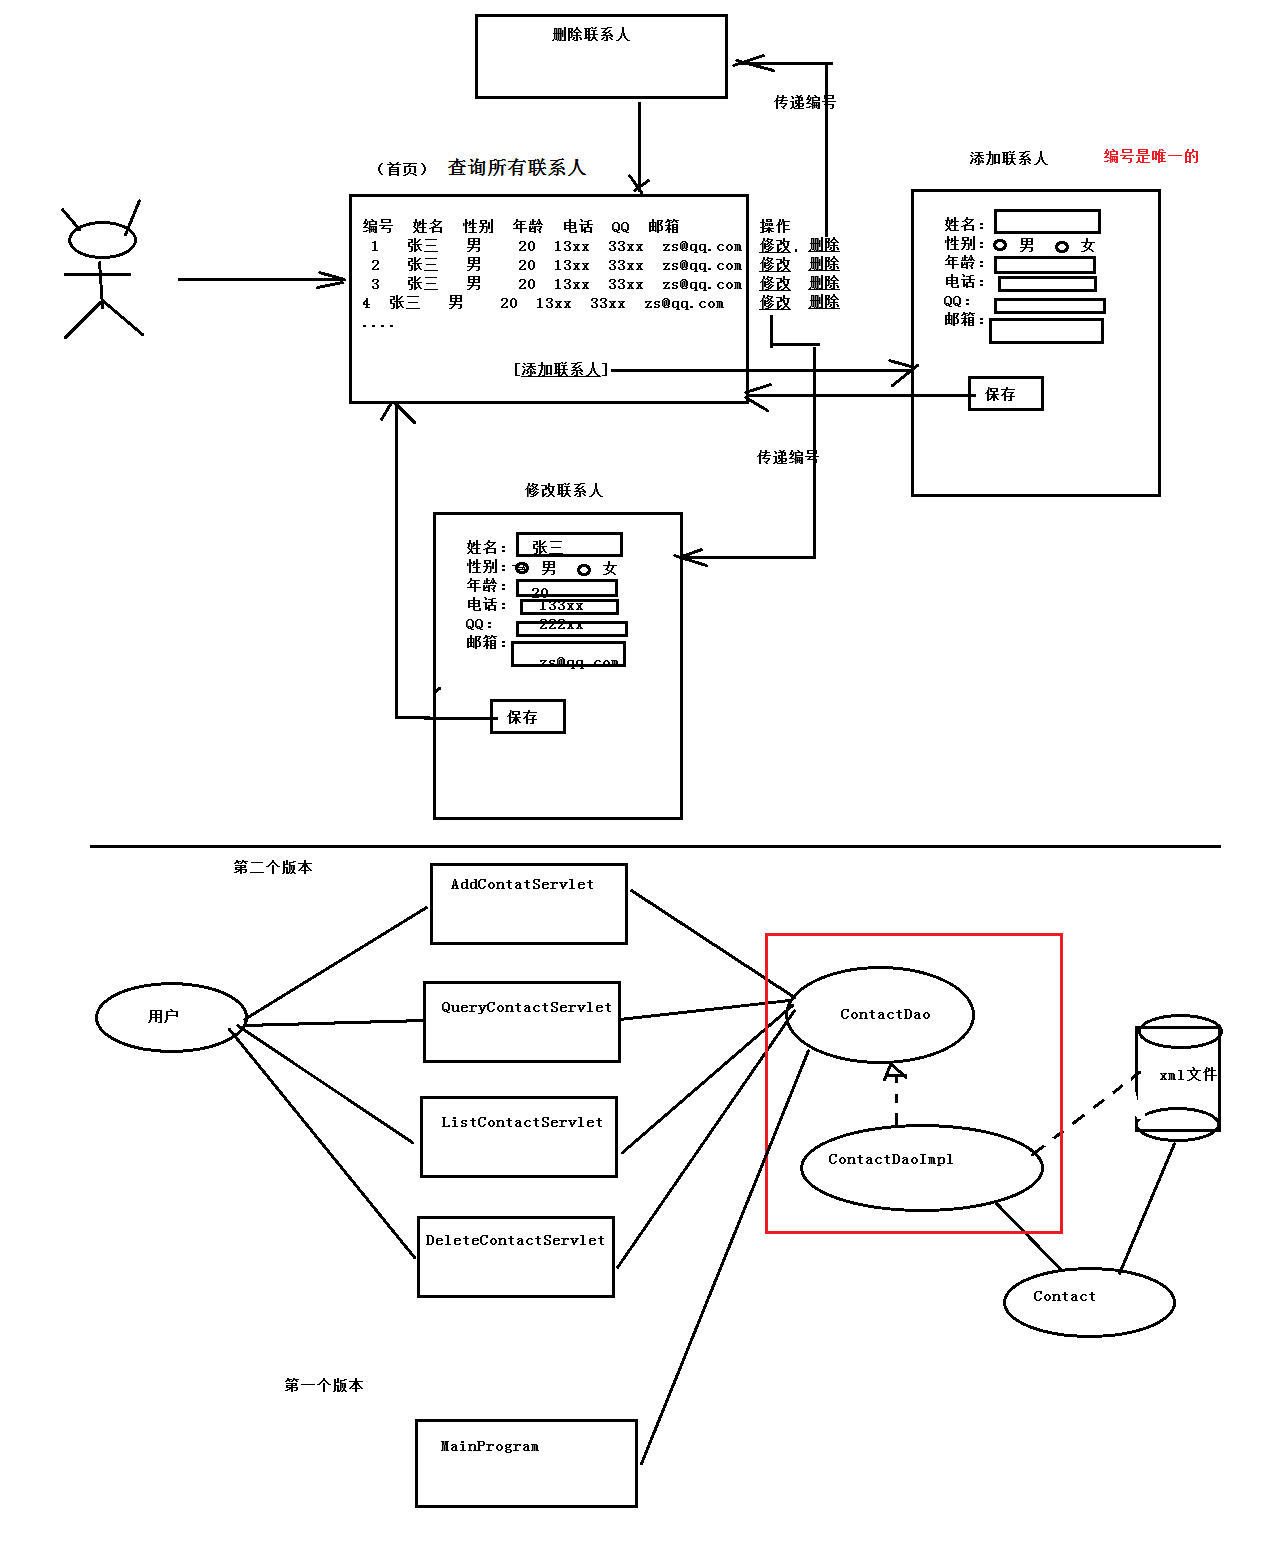 删除联系人
传递编号
(首页) 查询所有联系人
添加联系人 编号是唯一的
编号 姓名 性别 年龄 电话 QQ 邮箱 操作
1 张三 男 20 13xx 33xx zs@qq.com 修改. 删除
2 张三 男 20 13xx 33xx zs@qq.com 修改 删除
3 张三 男 20 13xx 33xx zs@qq.com 修改 删除
4 张三 男 20 13xx 33xx zs@qq.com 修改 删除
....
[添加联系人]
姓名:
性别: 男 女
年龄:
电话:
QQ:
邮箱:
保存
传递编号
修改联系人
姓名: 张三
性别: 男 女
年龄: 20
电话: 133xx
QQ: 222xx
邮箱: zs@qq.com
保存
第二个版本
AddContatServlet
QueryContactServlet
用户
ContactDao
xml文件
ListContactServlet
ContactDaoImpl
DeleteContactServlet
Contact
第一个版本
MainProgram